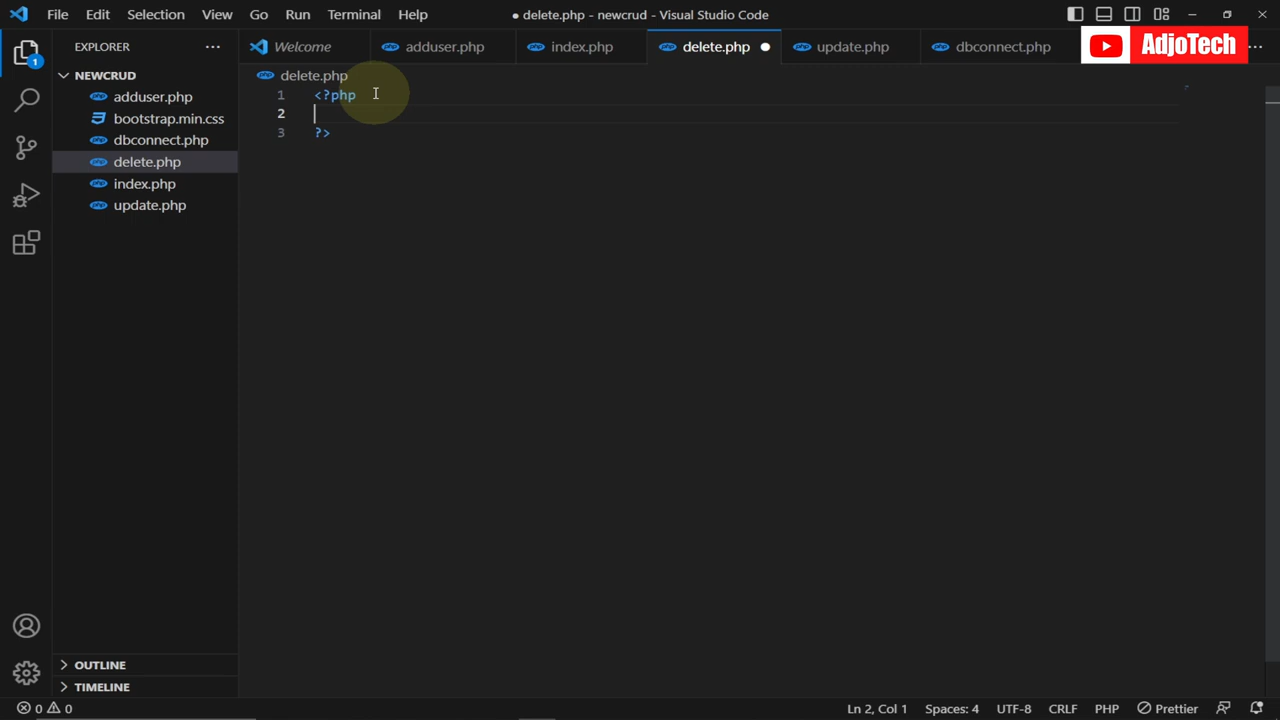 File Edit Selection View Go Run Terminal Help
● delete.php - newcrud - Visual Studio Code
EXPLORER
Welcome
adduser.php
index.php
delete.php
update.php
dbconnect.php
AdjoTech
NEWCRUD
adduser.php
bootstrap.min.css
dbconnect.php
delete.php
index.php
update.php
delete.php
1 <?php
2
3 ?>
OUTLINE
TIMELINE
0 0
Ln 2, Col 1 Spaces: 4 UTF-8 CRLF PHP Prettier